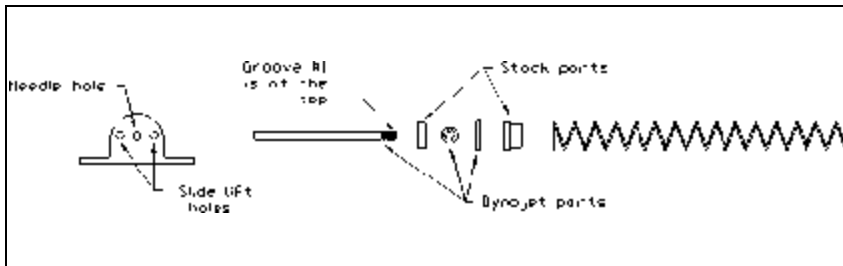 Needle hole
Groove #1
is at the
top
Stock parts
Slide lift
holes
Dynojet parts